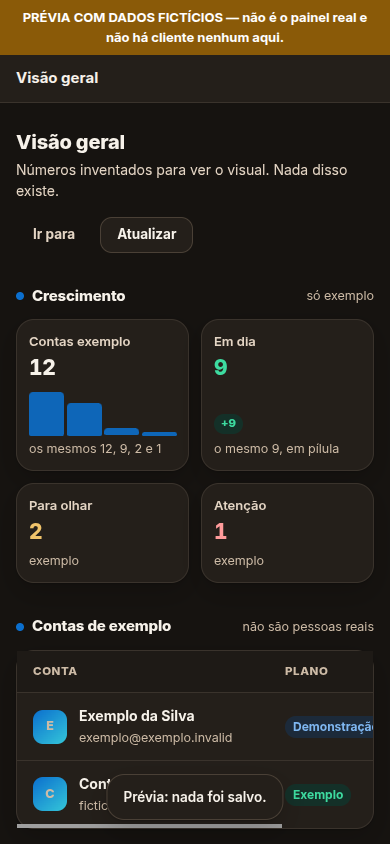 PRÉVIA COM DADOS FICTÍCIOS — não é o painel real e
não há cliente nenhum aqui.
Visão geral
Visão geral
Números inventados para ver o visual. Nada disso
existe.
Ir para
Atualizar
Crescimento
só exemplo
Contas exemplo
12
os mesmos 12, 9, 2 e 1
Em dia
9
+9
o mesmo 9, em pílula
Para olhar
2
exemplo
Atenção
1
exemplo
Contas de exemplo
não são pessoas reais
CONTA
PLANO
E
Exemplo da Silva
exemplo@exemplo.invalid
Demonstração
C
Exemplo
Prévia: nada foi salvo.